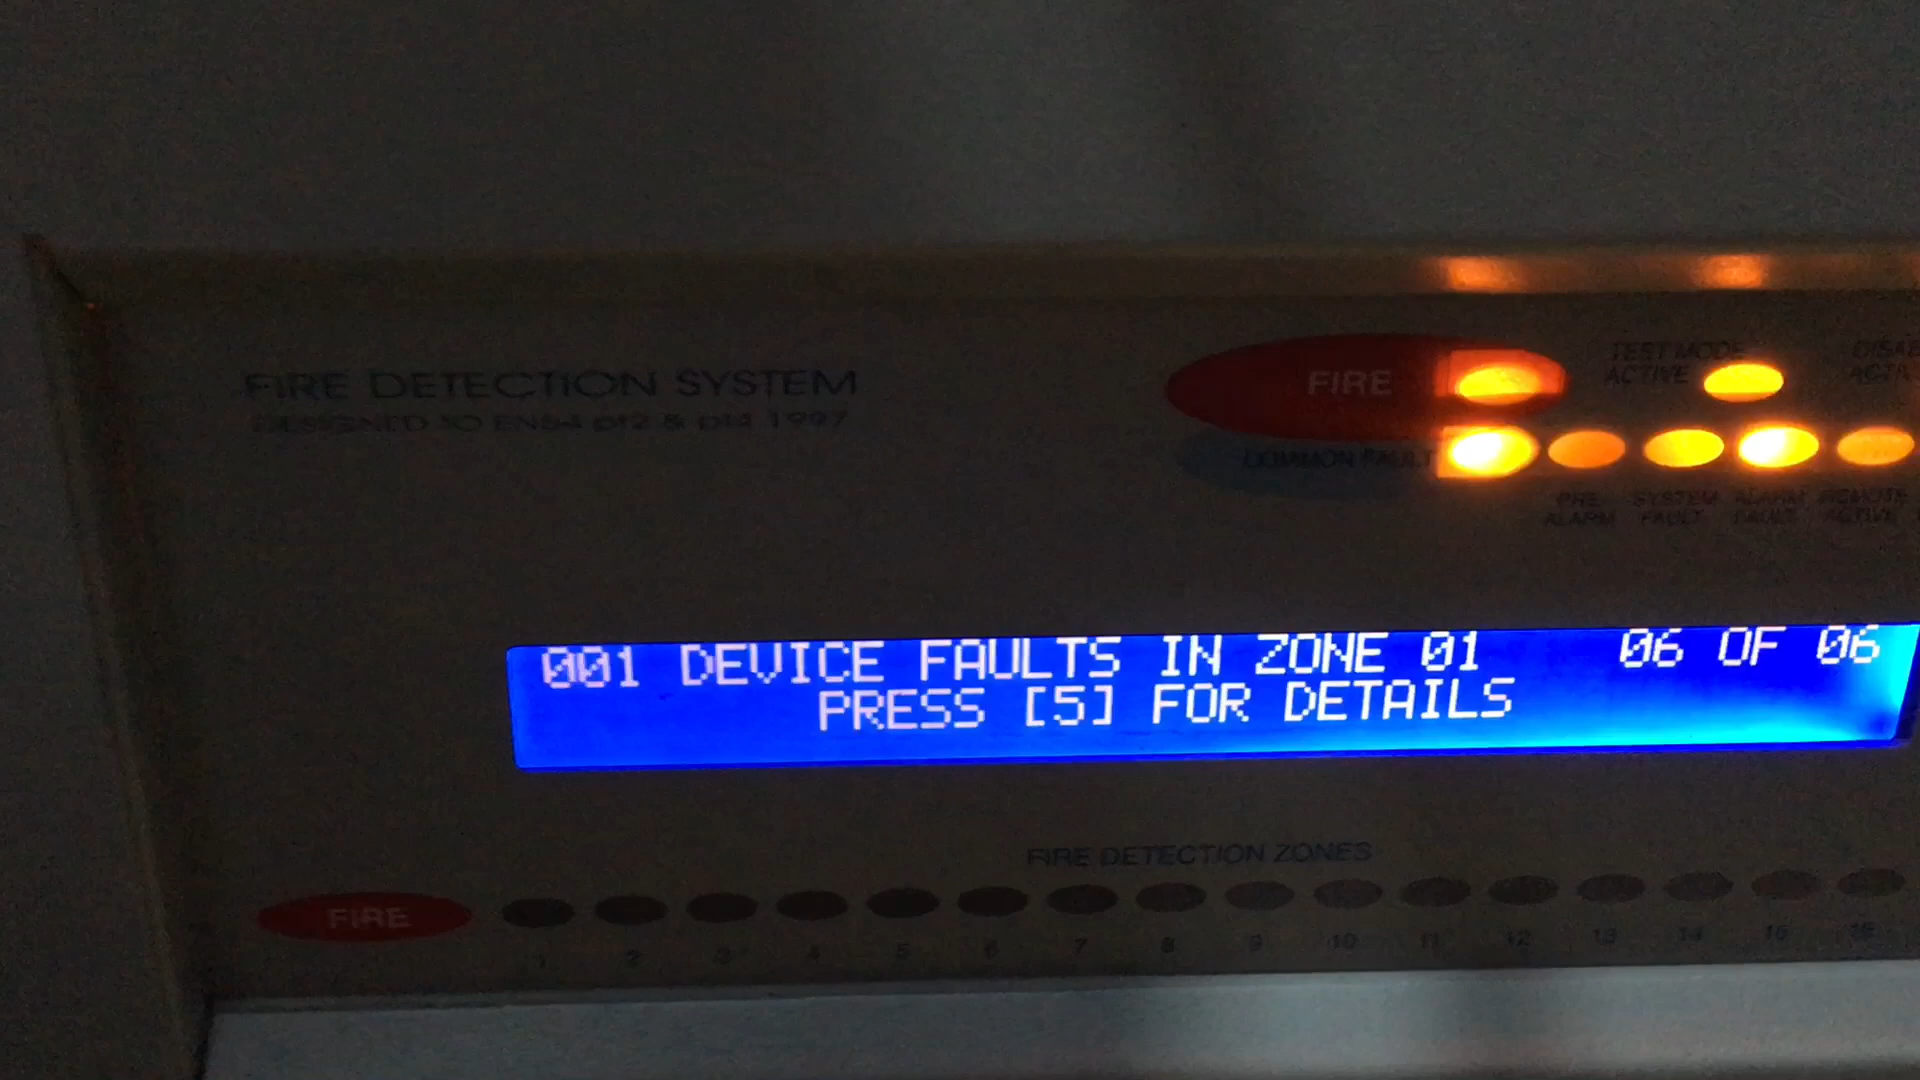 FIRE DETECTION SYSTEM
DESIGNED TO EN54 pt2 & pt4 1997
FIRE
TEST MODE
ACTIVE
COMMON FAULT
PRE
ALARM
SYSTEM
FAULT
ALARM
FAULT
REMOTE
ACTIVE
001 DEVICE FAULTS IN ZONE 01 06 OF 06
PRESS [5] FOR DETAILS
FIRE DETECTION ZONES
FIRE
1 2 3 4 5 6 7 8 9 10 11 12 13 14 15 16